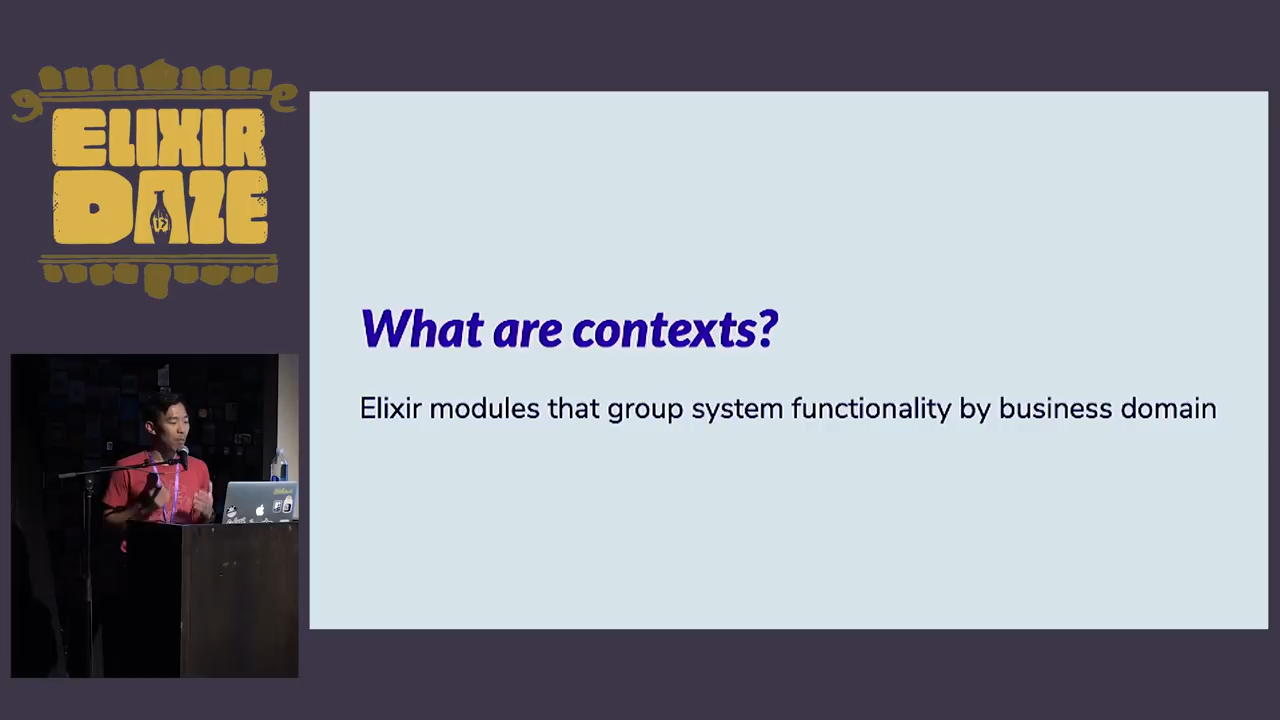 ELIXIR
DAZE
What are contexts?
Elixir modules that group system functionality by business domain